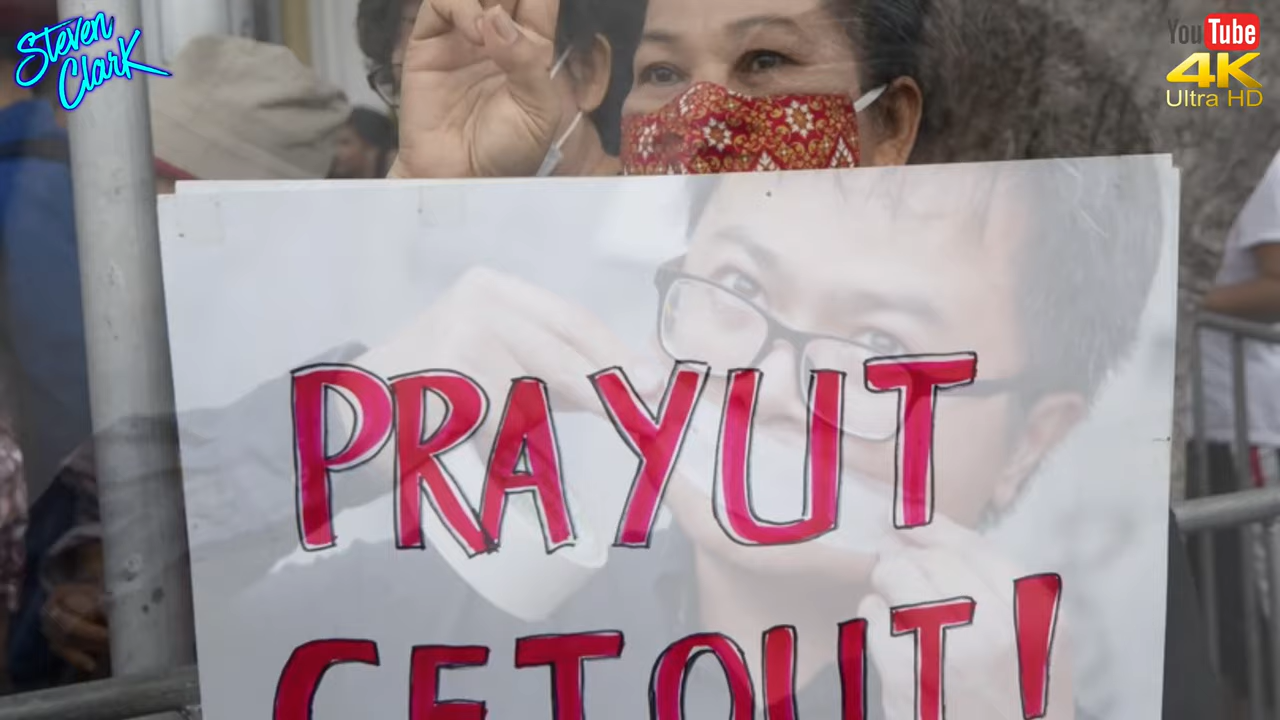 Steven
Clark
YouTube
4K
Ultra HD
PRAYUT
GET OUT!